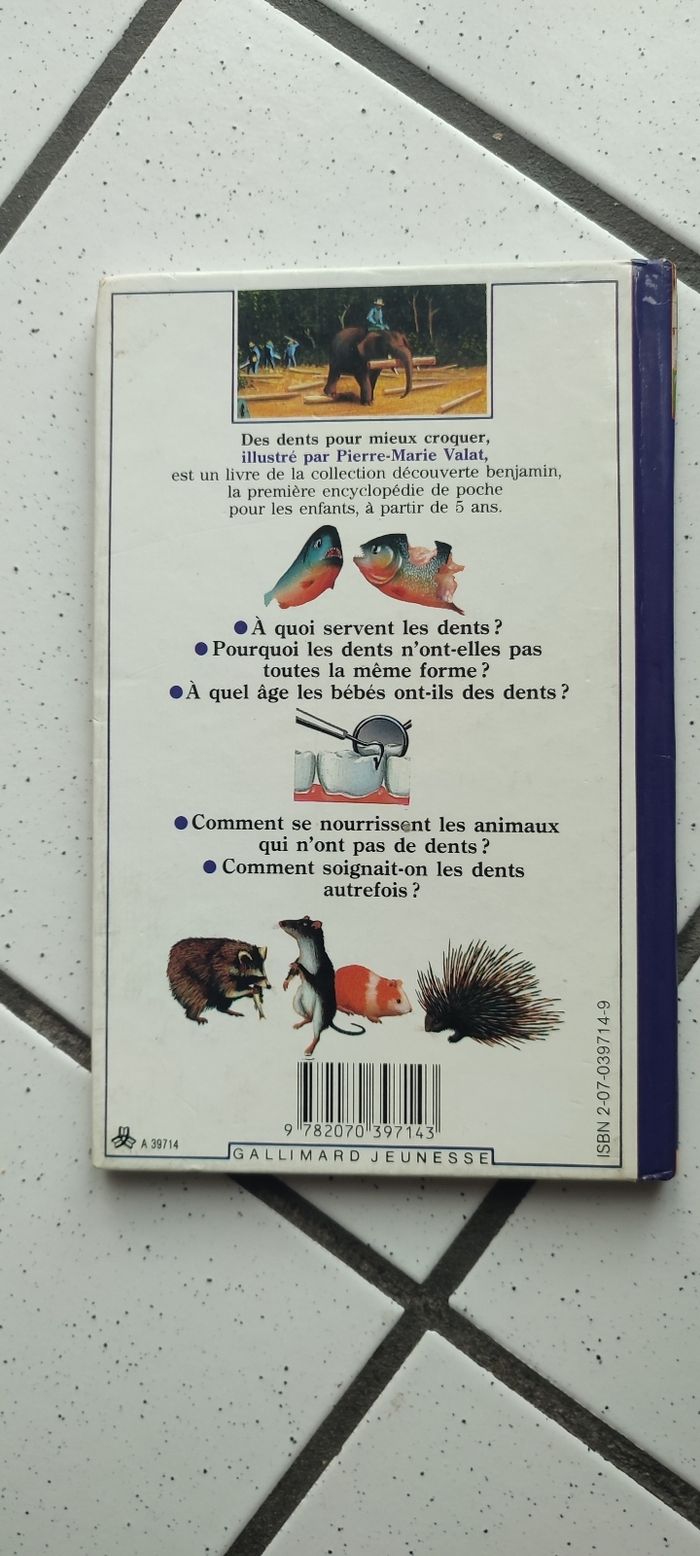 Des dents pour mieux croquer,
illustré par Pierre-Marie Valat,
est un livre de la collection découverte benjamin,
la première encyclopédie de poche
pour les enfants, à partir de 5 ans.
● À quoi servent les dents ?
● Pourquoi les dents n'ont-elles pas
toutes la même forme ?
● À quel âge les bébés ont-ils des dents ?
● Comment se nourrissent les animaux
qui n'ont pas de dents ?
● Comment soignait-on les dents
autrefois ?
9 782070 397143
A 39714
GALLIMARD JEUNESSE
ISBN 2-07-039714-9